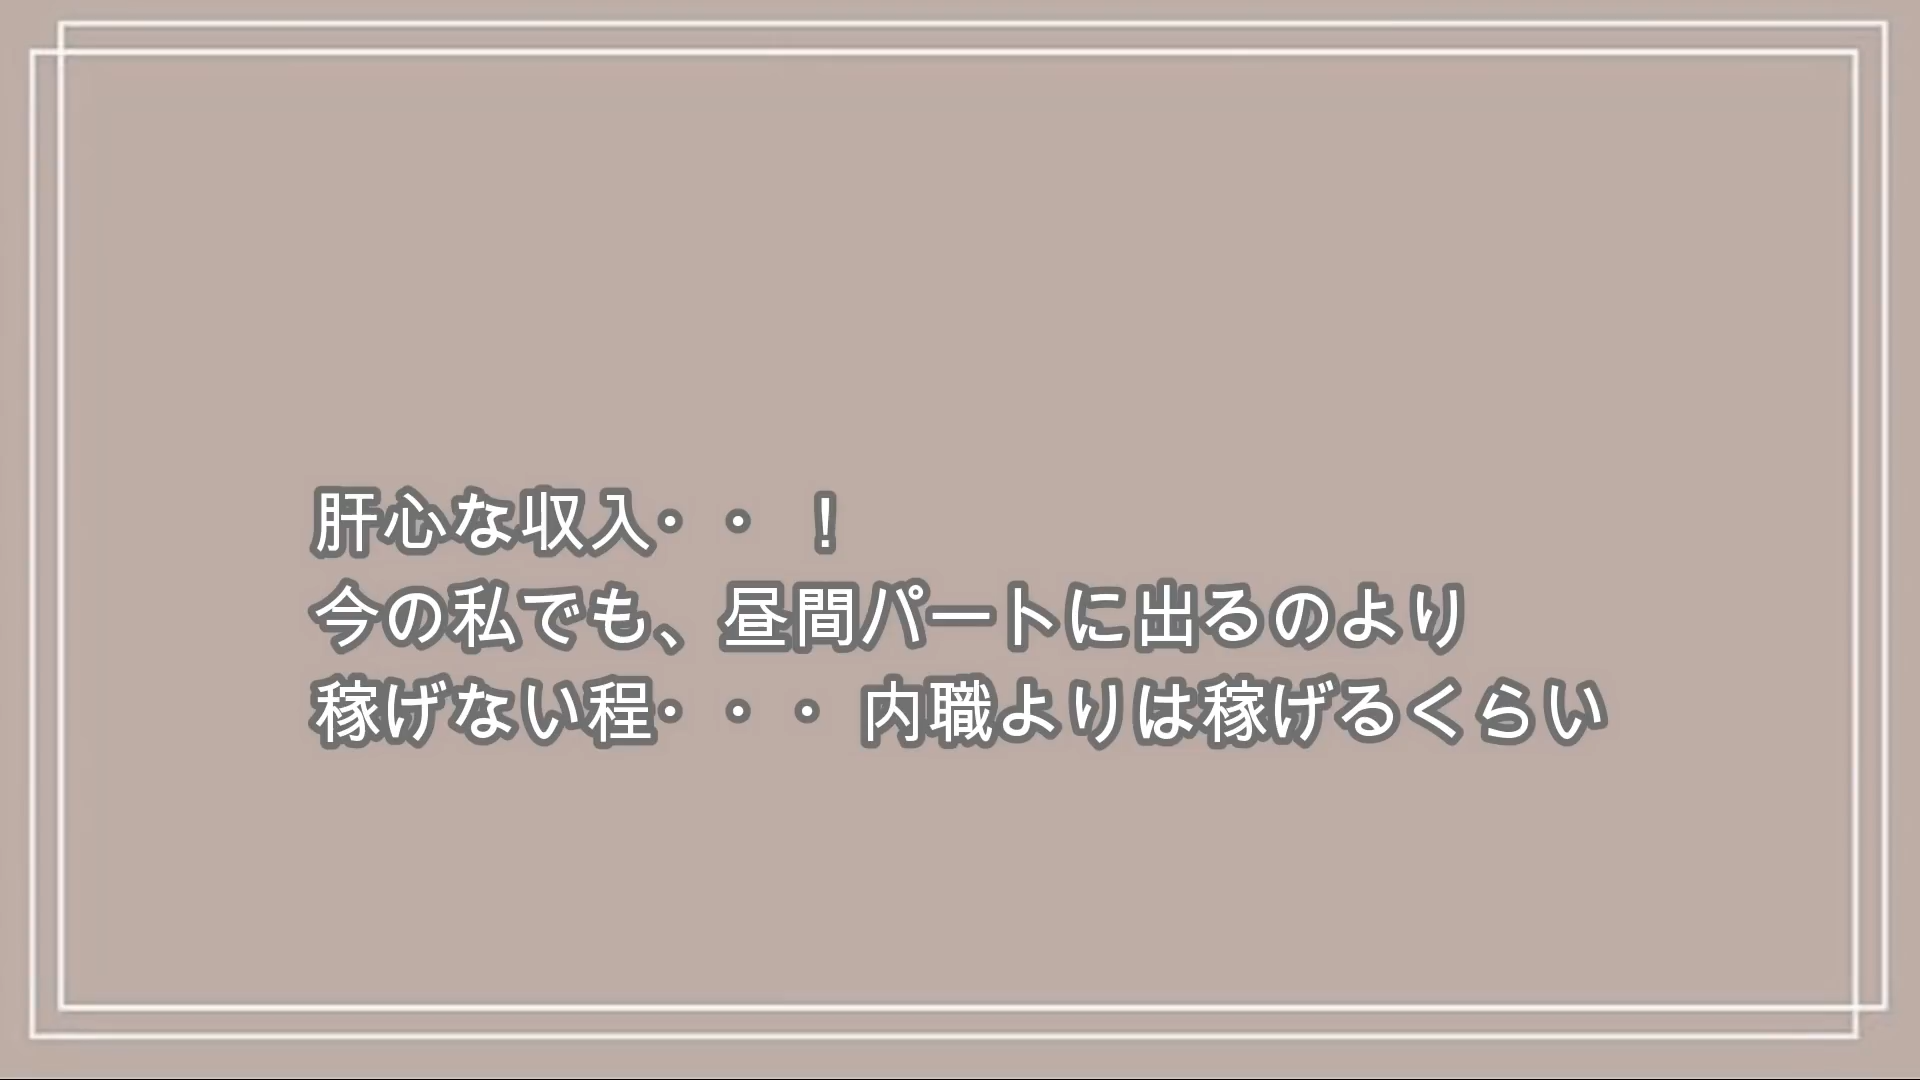 肝心な収入・・！
今の私でも、昼間パートに出るのより
稼げない程・・・内職よりは稼げるくらい